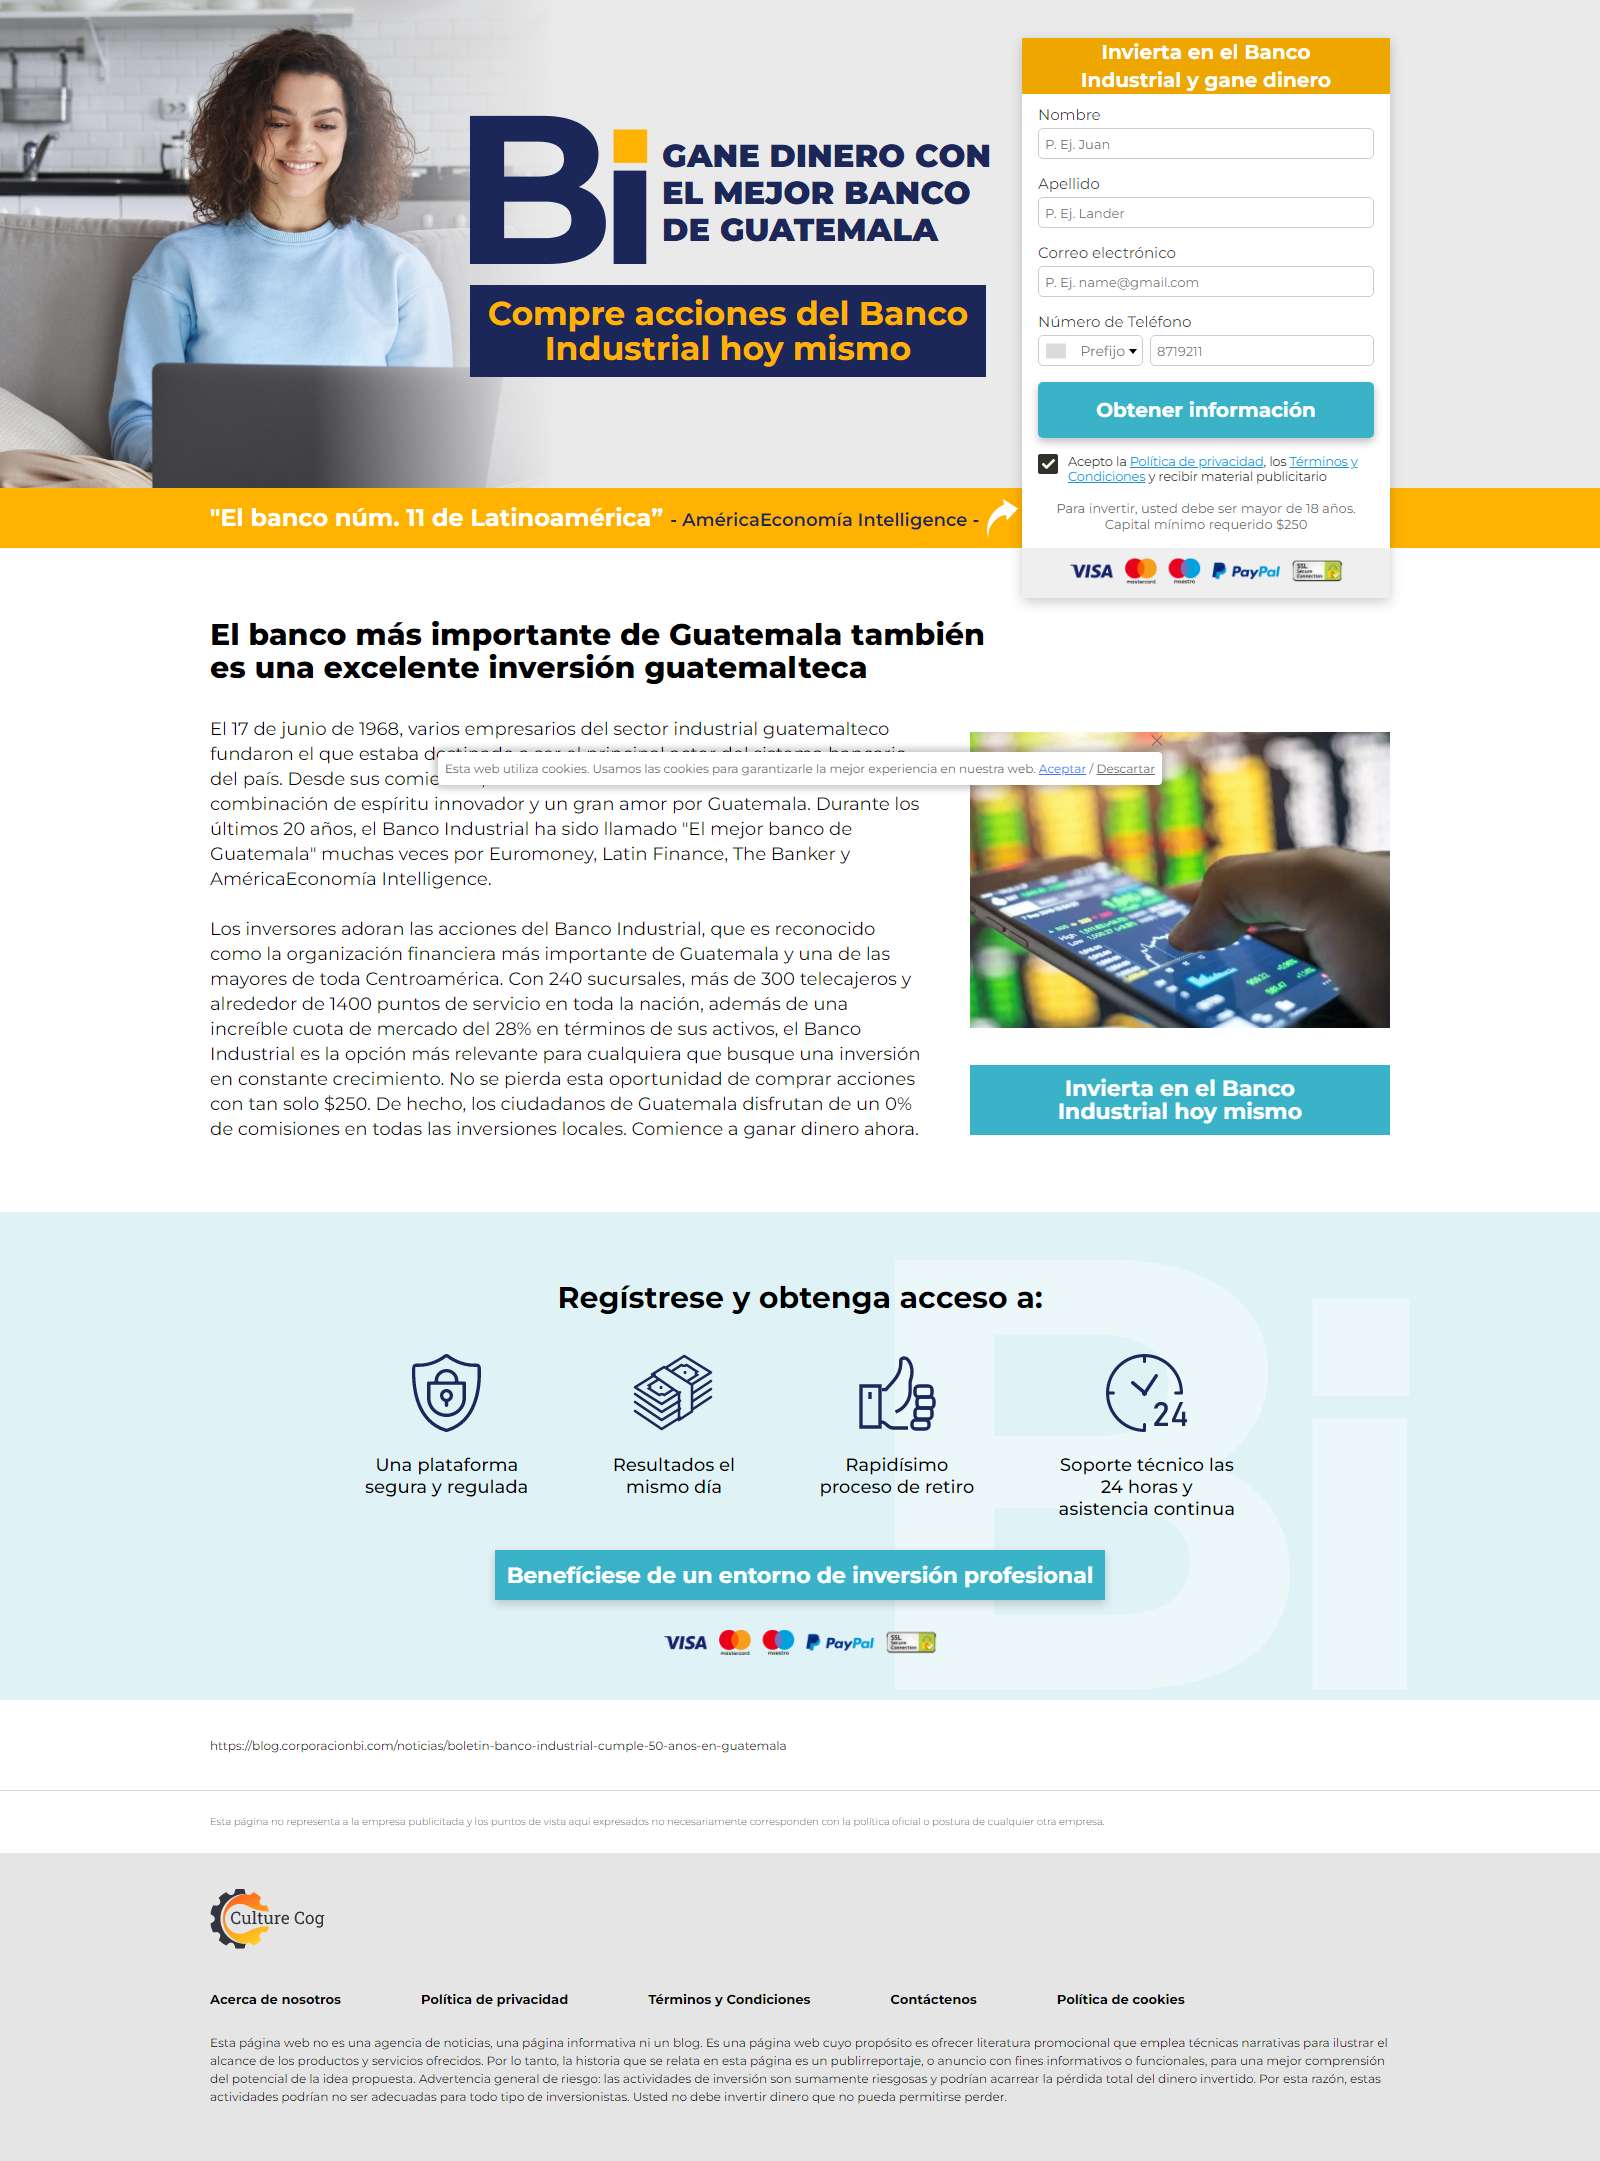 Bi
GANE DINERO CON
EL MEJOR BANCO
DE GUATEMALA
Compre acciones del Banco
Industrial hoy mismo
Invierta en el Banco
Industrial y gane dinero
Nombre
P. Ej. Juan
Apellido
P. Ej. Lander
Correo electrónico
P. Ej. name@gmail.com
Número de Teléfono
Prefijo 8719211
Obtener información
Acepto la Política de privacidad, los Términos y
Condiciones y recibir material publicitario
Para invertir, usted debe ser mayor de 18 años.
Capital mínimo requerido $250
"El banco núm. 11 de Latinoamérica” - AméricaEconomía Intelligence -
VISA mastercard maestro PayPal SSL Secure Connection
El banco más importante de Guatemala también
es una excelente inversión guatemalteca
El 17 de junio de 1968, varios empresarios del sector industrial guatemalteco
fundaron el que estaba destinado a ser el principal actor del sistema bancario
del país. Desde sus
Esta web utiliza cookies. Usamos las cookies para garantizarle la mejor experiencia en nuestra web. Aceptar / Descartar
combinación de espíritu innovador y un gran amor por Guatemala. Durante los
últimos 20 años, el Banco Industrial ha sido llamado "El mejor banco de
Guatemala" muchas veces por Euromoney, Latin Finance, The Banker y
AméricaEconomía Intelligence.
Los inversores adoran las acciones del Banco Industrial, que es reconocido
como la organización financiera más importante de Guatemala y una de las
mayores de toda Centroamérica. Con 240 sucursales, más de 300 telecajeros y
alrededor de 1400 puntos de servicio en toda la nación, además de una
increíble cuota de mercado del 28% en términos de sus activos, el Banco
Industrial es la opción más relevante para cualquiera que busque una inversión
en constante crecimiento. No se pierda esta oportunidad de comprar acciones
con tan solo $250. De hecho, los ciudadanos de Guatemala disfrutan de un 0%
de comisiones en todas las inversiones locales. Comience a ganar dinero ahora.
Invierta en el Banco
Industrial hoy mismo
Regístrese y obtenga acceso a:
24
Una plataforma
segura y regulada
Resultados el
mismo día
Rapidísimo
proceso de retiro
Soporte técnico las
24 horas y
asistencia continua
Benefíciese de un entorno de inversión profesional
VISA mastercard maestro PayPal SSL Secure Connection
Bi
https://blog.corporacionbi.com/noticias/boletin-banco-industrial-cumple-50-anos-en-guatemala
Esta página no representa a la empresa publicitada y los puntos de vista aquí expresados no necesariamente corresponden con la política oficial o postura de cualquier otra empresa.
Culture Cog
Acerca de nosotros Política de privacidad Términos y Condiciones Contáctenos Política de cookies
Esta página web no es una agencia de noticias, una página informativa ni un blog. Es una página web cuyo propósito es ofrecer literatura promocional que emplea técnicas narrativas para ilustrar el
alcance de los productos y servicios ofrecidos. Por lo tanto, la historia que se relata en esta página es un publirreportaje, o anuncio con fines informativos o funcionales, para una mejor comprensión
del potencial de la idea propuesta. Advertencia general de riesgo: las actividades de inversión son sumamente riesgosas y podrían acarrear la pérdida total del dinero invertido. Por esta razón, estas
actividades podrían no ser adecuadas para todo tipo de inversionistas. Usted no debe invertir dinero que no pueda permitirse perder.